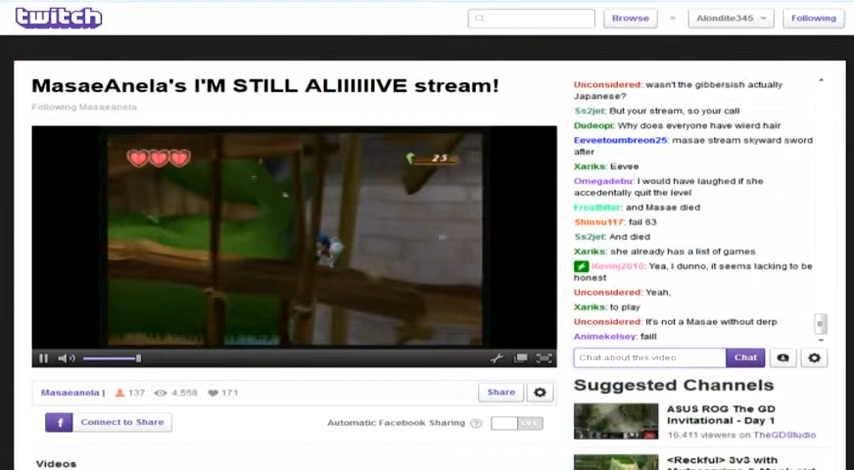 twitch
Browse
Alondite345
Following
MasaeAnela's I'M STILL ALIIIIIIVE stream!
Following Masaeanela
23
Masaeanela | 137 4,558 171
Share
f Connect to Share
Automatic Facebook Sharing ? OFF
Videos
Unconsidered: wasn't the gibbersish actually
Japanese?
Ss2jet: But your stream, so your call
Dudeopi: Why does everyone have wierd hair
Eeveetoumbreon25: masae stream skyward sword
after
Xariks: Eevee
Omegadebu: I would have laughed if she
accedentally quit the level
Frostbiter: and Masae died
Shinsu117: fail 63
Ss2jet: And died
Xariks: she already has a list of games
Kevinj2010: Yea, I dunno, it seems lacking to be
honest
Unconsidered: Yeah,
Xariks: to play
Unconsidered: It's not a Masae without derp
Animekelsey: faill
Chat about this video
Chat
Suggested Channels
ASUS ROG The GD
Invitational - Day 1
16,411 viewers on TheGDStudio
<Reckful> 3v3 with